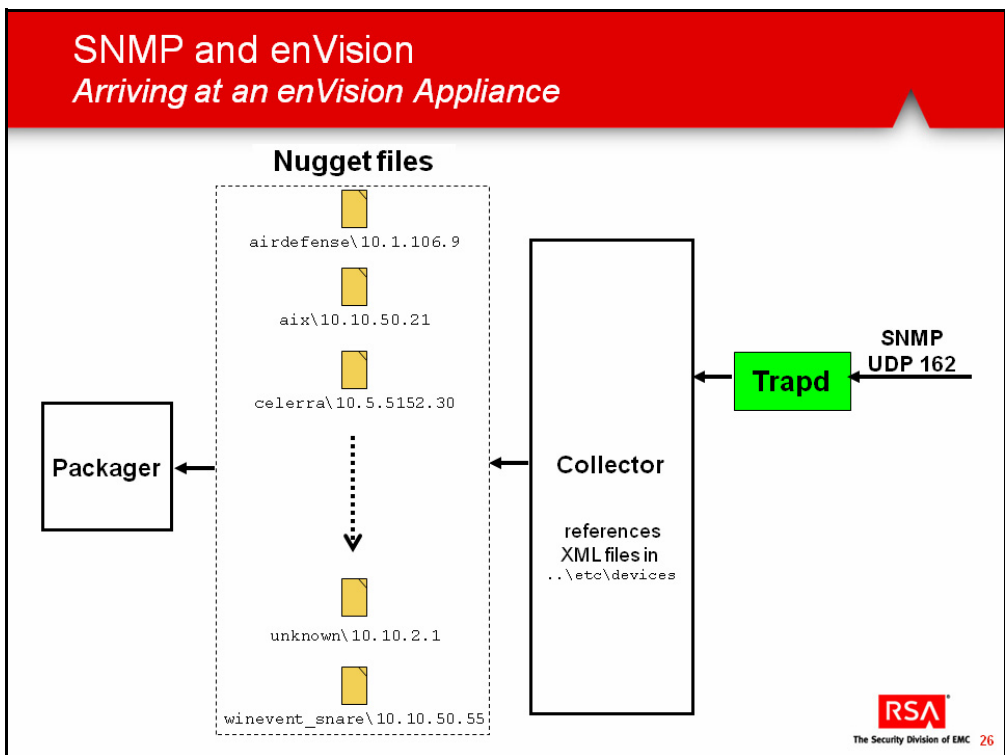 SNMP and enVision
Arriving at an enVision Appliance
Nugget files
airdefense\10.1.106.9
aix\10.10.50.21
celerra\10.5.5152.30
unknown\10.10.2.1
winevent_snare\10.10.50.55
Packager
Collector
references
XML files in
..\etc\devices
Trapd
SNMP
UDP 162
RSA
The Security Division of EMC 26